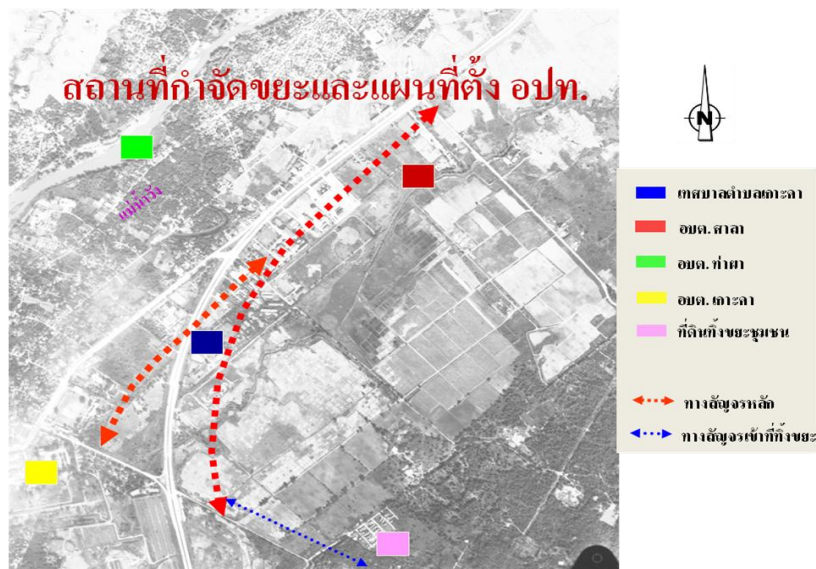 สถานที่กำจัดขยะและแผนที่ตั้ง อปท.
N
แม่น้ำวัง
เทศบาลตำบลเกาะคา
อบต.ศาลา
อบต.ท่าผา
อบต.เกาะคา
ที่ดินทิ้งขยะชุมชน
ทางสัญจรหลัก
ทางสัญจรเข้าที่ทิ้งขยะ